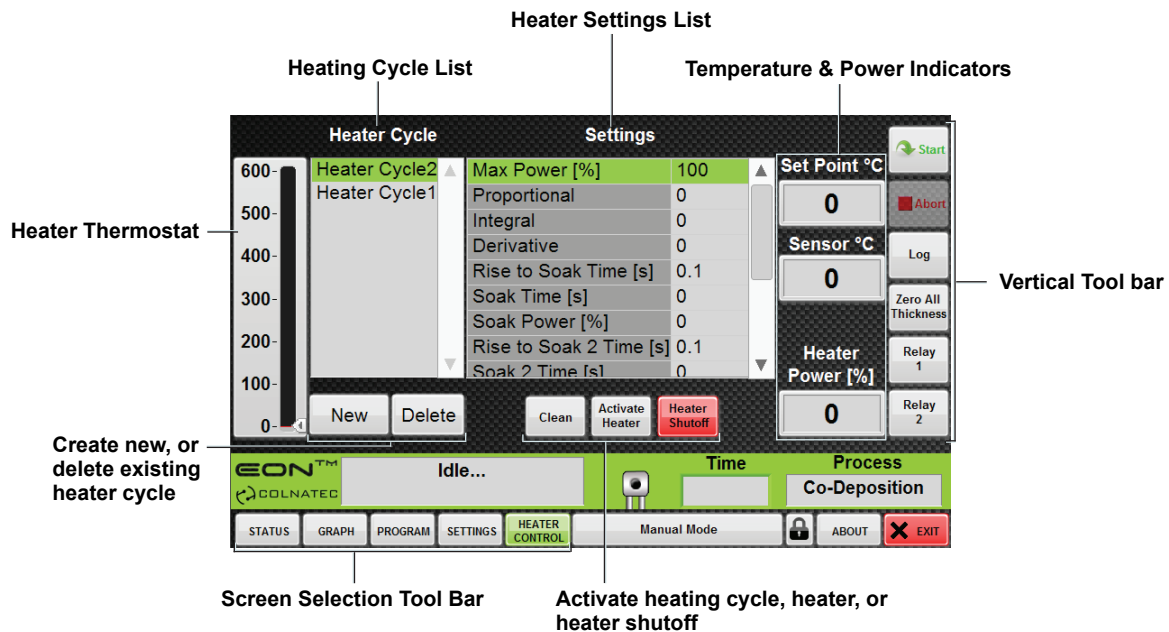 Heater Settings List
Heating Cycle List
Temperature & Power Indicators
Heater Cycle
Settings
Start
600-
Heater Cycle2
Max Power [%] 100
Set Point °C
Heater Cycle1
Proportional 0
0
Abort
500-
Integral 0
Heater Thermostat
Derivative 0
Sensor °C
Log
400-
Rise to Soak Time [s] 0.1
0
Vertical Tool bar
300-
Soak Time [s] 0
Zero All
Thickness
Soak Power [%] 0
200-
Rise to Soak 2 Time [s] 0.1
Heater
Power [%]
Relay
1
Soak 2 Time [s] 0
100-
New
Delete
Clean
Activate
Heater
Heater
Shutoff
0
Relay
2
0-
Create new, or
delete existing
heater cycle
EON™
COLNATEC
Idle...
Time
Process
Co-Deposition
STATUS
GRAPH
PROGRAM
SETTINGS
HEATER
CONTROL
Manual Mode
ABOUT
EXIT
Screen Selection Tool Bar
Activate heating cycle, heater, or
heater shutoff